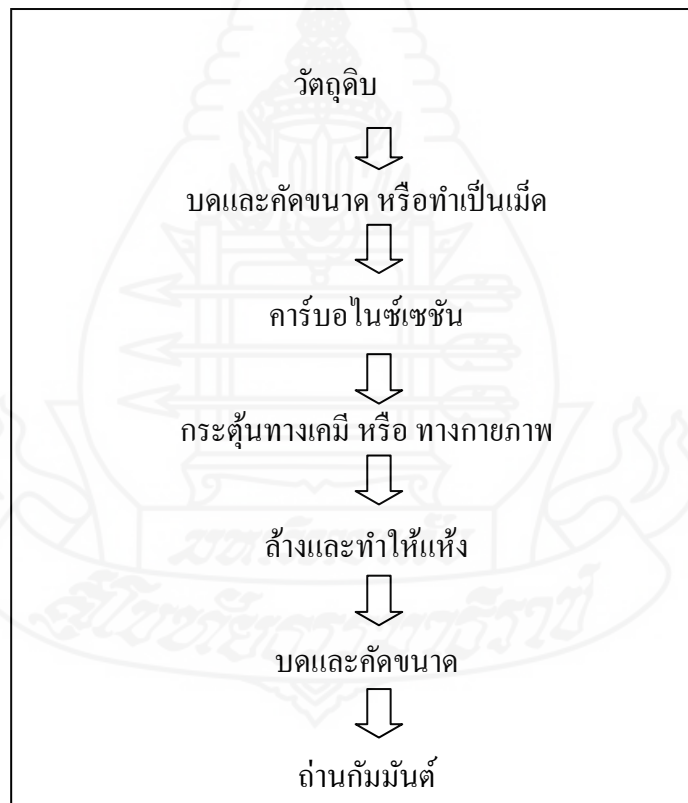 วัตถุดิบ
บดและคัดขนาด หรือทำเป็นเม็ด
คาร์บอไนซ์เซชัน
กระตุ้นทางเคมี หรือ ทางกายภาพ
ล้างและทำให้แห้ง
บดและคัดขนาด
ถ่านกัมมันต์